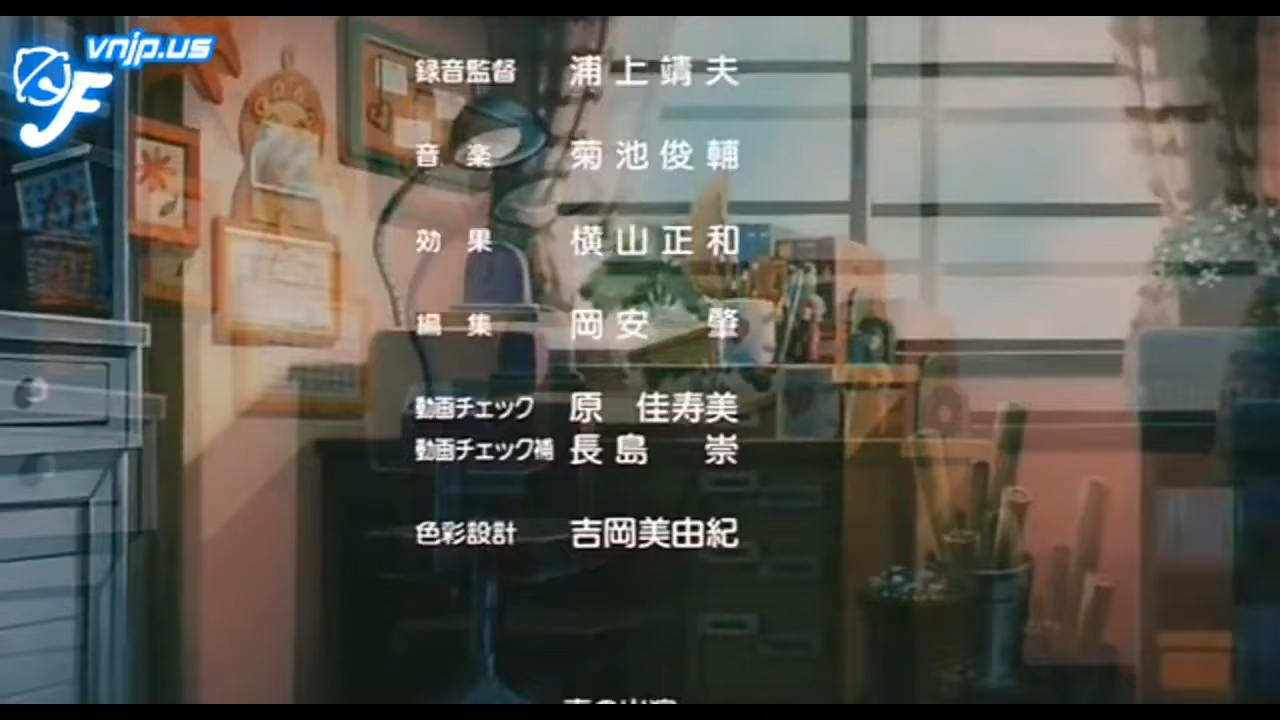 vnjp.us
録音監督 浦上靖夫
音楽 菊池俊輔
効果 横山正和
編集 岡安 肇
動画チェック 原 佳寿美
動画チェック補 長島 崇
色彩設計 吉岡美由紀